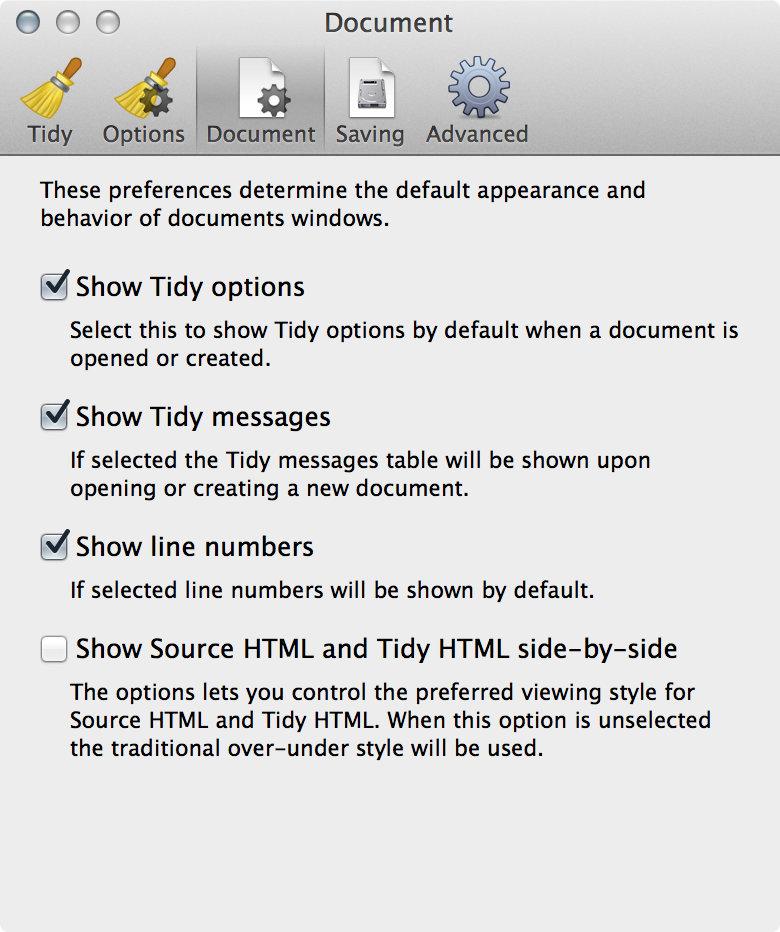 Document
Tidy
Options
Document
Saving
Advanced
These preferences determine the default appearance and
behavior of documents windows.
Show Tidy options
Select this to show Tidy options by default when a document is
opened or created.
Show Tidy messages
If selected the Tidy messages table will be shown upon
opening or creating a new document.
Show line numbers
If selected line numbers will be shown by default.
Show Source HTML and Tidy HTML side-by-side
The options lets you control the preferred viewing style for
Source HTML and Tidy HTML. When this option is unselected
the traditional over-under style will be used.